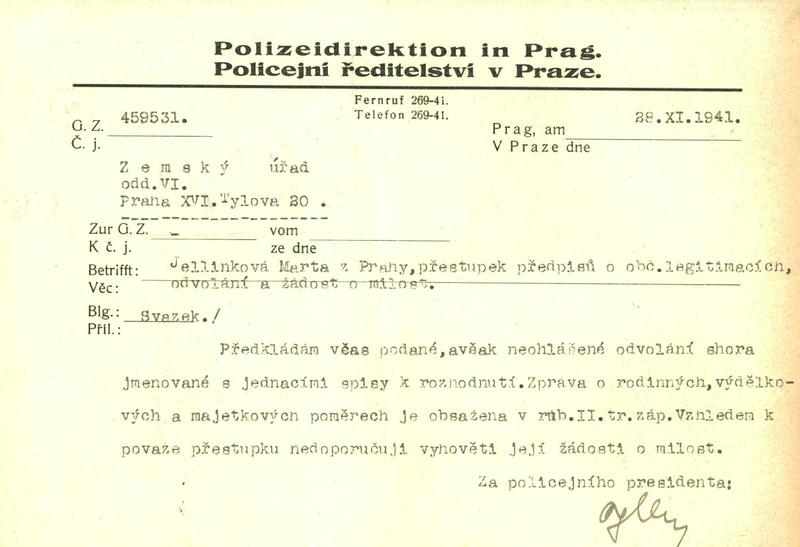 Polizeidirektion in Prag.
Policejní ředitelství v Praze.
Fernruf 269-41.
Telefon 269-41.
G. Z. 459531.
Č. j.
Prag, am 28.XI.1941.
V Praze dne
Zemský úřad
odd.VI.
Praha XVI.Tylova 20 .
Zur G. Z. - vom
K č. j. ze dne
Betrifft: Jellinková Marta z Prahy,přestupek předpisů o obč.legitimacích,
Věc: odvolání a žádost o milost.
Blg.: Svazek./
Příl.:
Předkládám včas podané,avšak neohlášené odvolání shora
jmenované s jednacími spisy k rozhodnutí.Zpráva o rodinných,výdělko-
vých a majetkových poměrech je obsažena v rub.II.tr.záp.Vzhledem k
povaze přestupku nedoporučuji vyhověti její žádosti o milost.
Za policejního presidenta: